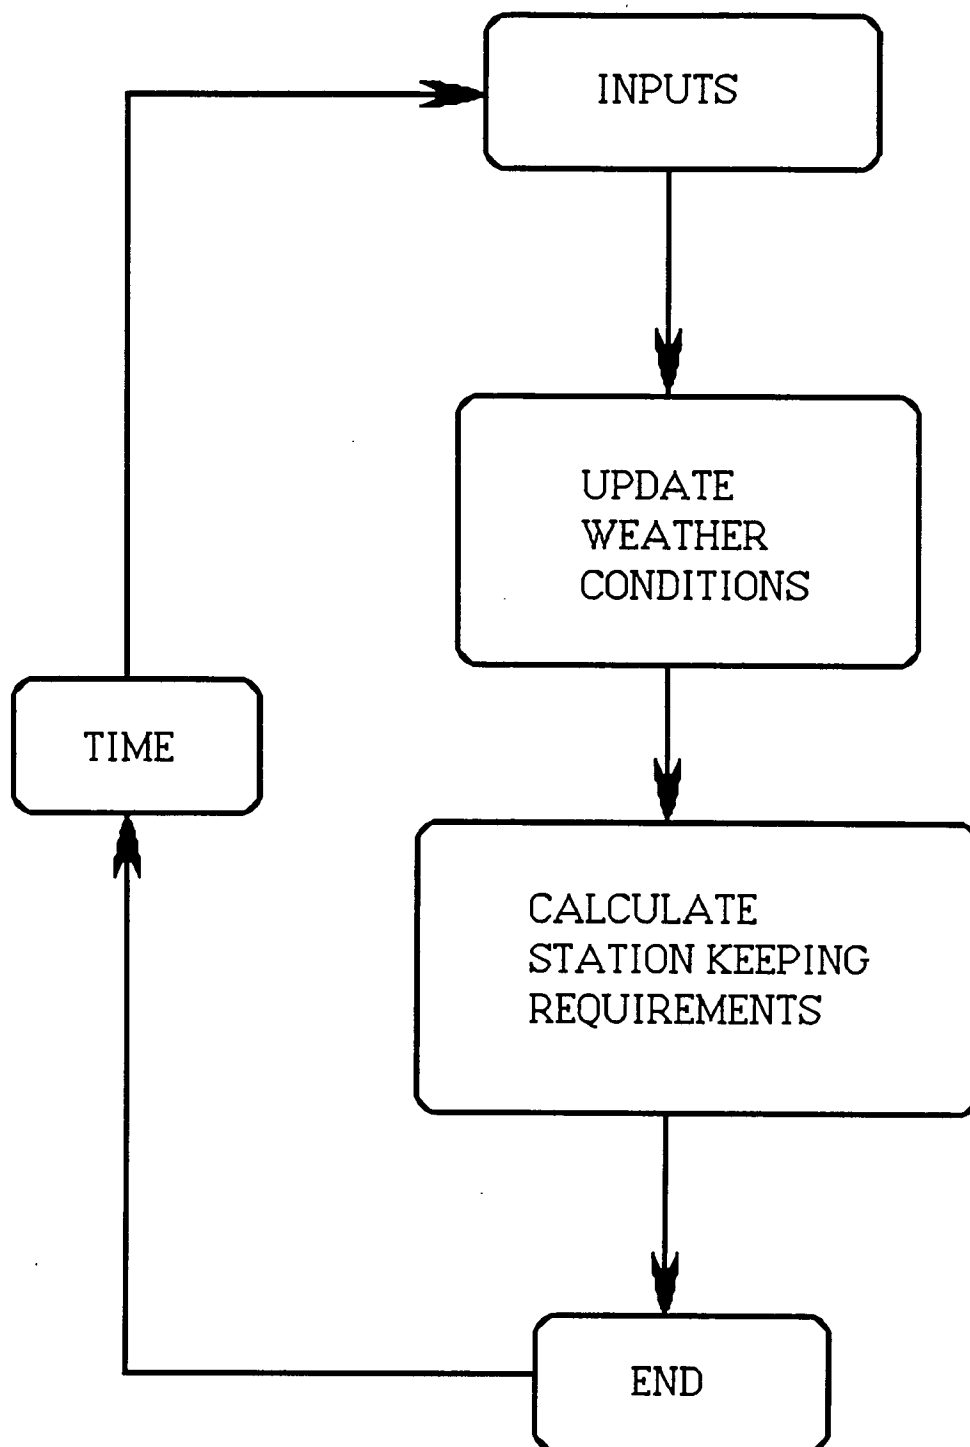 INPUTS
UPDATE
WEATHER
CONDITIONS
TIME
CALCULATE
STATION KEEPING
REQUIREMENTS
END